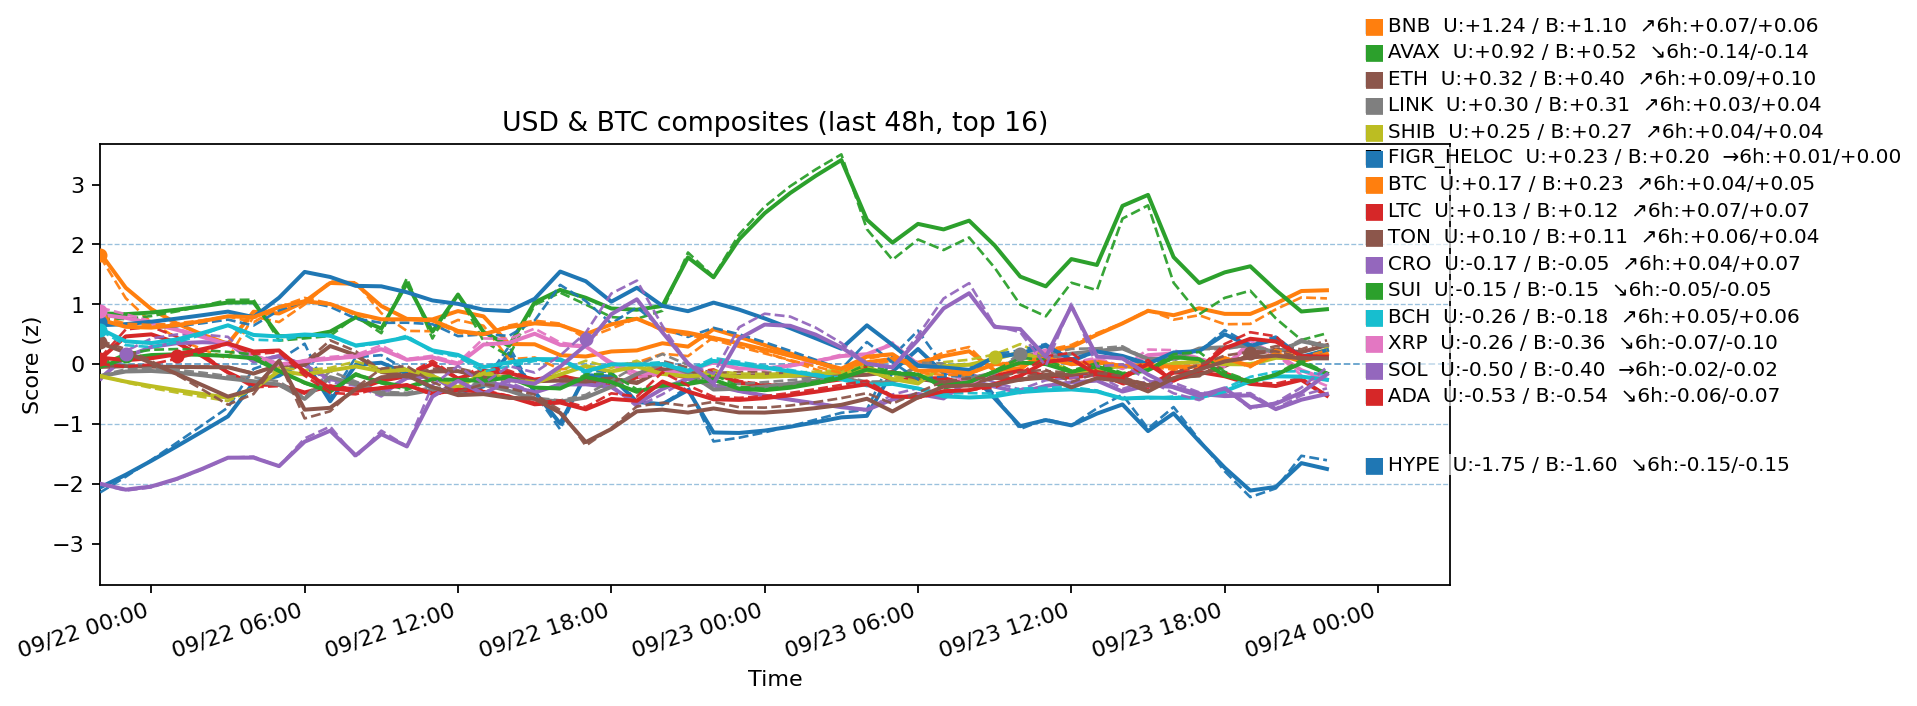 BNB U:+1.24 / B:+1.10 ↗6h:+0.07/+0.06
AVAX U:+0.92 / B:+0.52 ↘6h:-0.14/-0.14
ETH U:+0.32 / B:+0.40 ↗6h:+0.09/+0.10
LINK U:+0.30 / B:+0.31 ↗6h:+0.03/+0.04
SHIB U:+0.25 / B:+0.27 ↗6h:+0.04/+0.04
FIGR_HELOC U:+0.23 / B:+0.20 →6h:+0.01/+0.00
BTC U:+0.17 / B:+0.23 ↗6h:+0.04/+0.05
LTC U:+0.13 / B:+0.12 ↗6h:+0.07/+0.07
TON U:+0.10 / B:+0.11 ↗6h:+0.06/+0.04
CRO U:-0.17 / B:-0.05 ↗6h:+0.04/+0.07
SUI U:-0.15 / B:-0.15 ↘6h:-0.05/-0.05
BCH U:-0.26 / B:-0.18 ↗6h:+0.05/+0.06
XRP U:-0.26 / B:-0.36 ↘6h:-0.07/-0.10
SOL U:-0.50 / B:-0.40 →6h:-0.02/-0.02
ADA U:-0.53 / B:-0.54 ↘6h:-0.06/-0.07
HYPE U:-1.75 / B:-1.60 ↘6h:-0.15/-0.15
USD & BTC composites (last 48h, top 16)
Score (z)
3
2
1
0
−1
−2
−3
09/22 00:00
09/22 06:00
09/22 12:00
09/22 18:00
09/23 00:00
09/23 06:00
09/23 12:00
09/23 18:00
09/24 00:00
Time